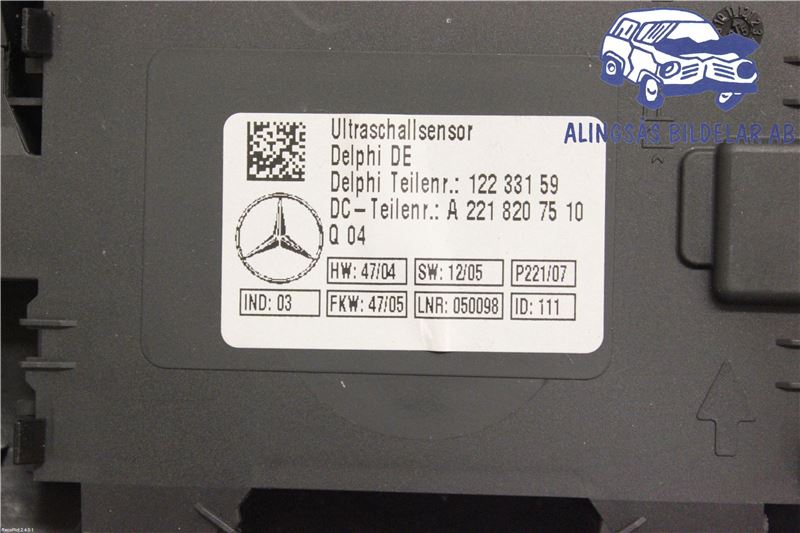 ALINGSÅS BILDELAR AB
Ultraschallsensor
Delphi DE
Delphi Teilenr.: 122 331 59
DC-Teilenr.: A 221 820 75 10
Q 04
HW: 47/04 SW: 12/05 P221/07
IND: 03 FKW: 47/05 LNR: 050098 ID: 111